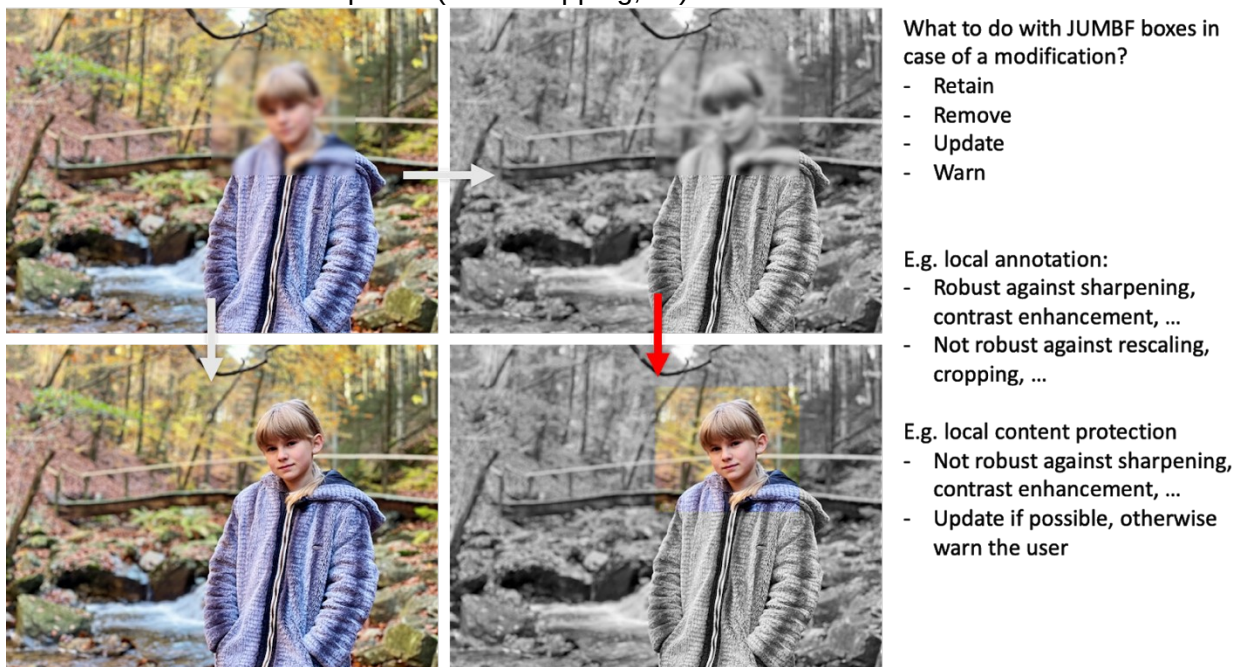 What to do with JUMBF boxes in
case of a modification?
- Retain
- Remove
- Update
- Warn
E.g. local annotation:
- Robust against sharpening,
contrast enhancement, ...
- Not robust against rescaling,
cropping, ...
E.g. local content protection
- Not robust against sharpening,
contrast enhancement, ...
- Update if possible, otherwise
warn the user